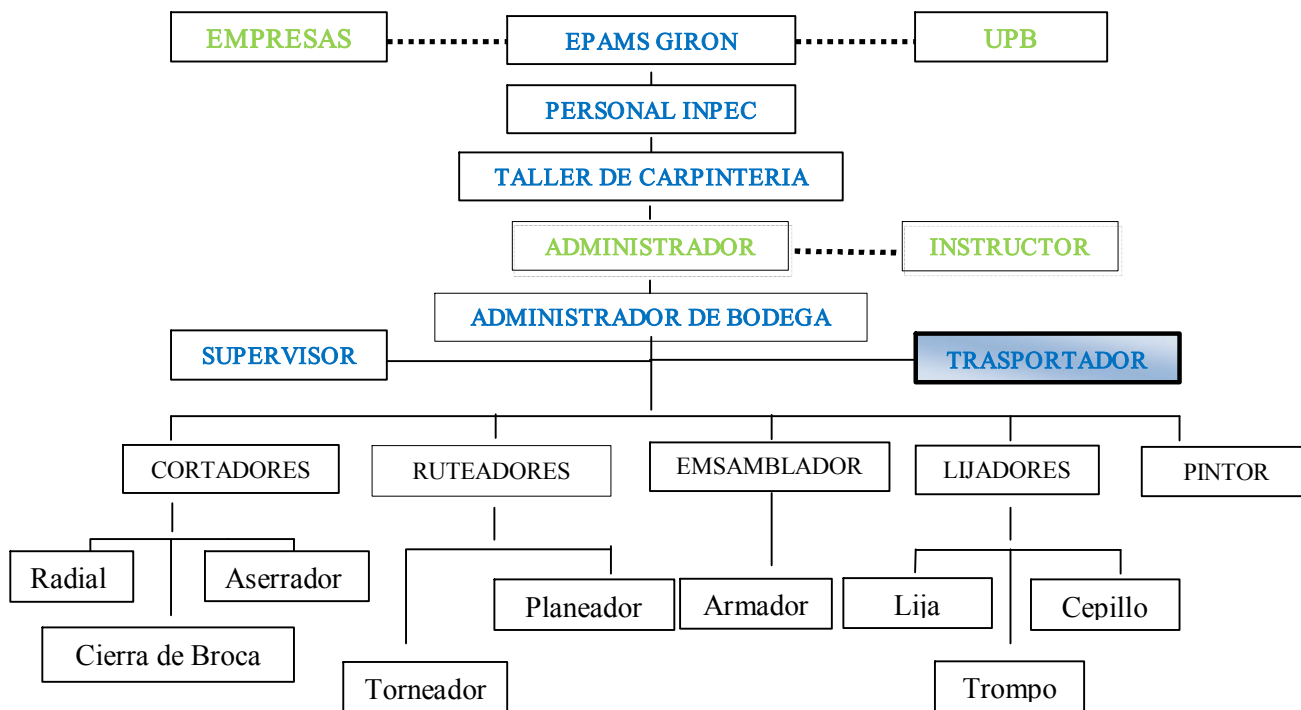 EMPRESAS
EPAMS GIRON
UPB
PERSONAL INPEC
TALLER DE CARPINTERIA
ADMINISTRADOR
INSTRUCTOR
ADMINISTRADOR DE BODEGA
SUPERVISOR
TRASPORTADOR
CORTADORES
RUTEADORES
EMSAMBLADOR
LIJADORES
PINTOR
Radial
Aserrador
Planeador
Armador
Lija
Cepillo
Cierra de Broca
Torneador
Trompo